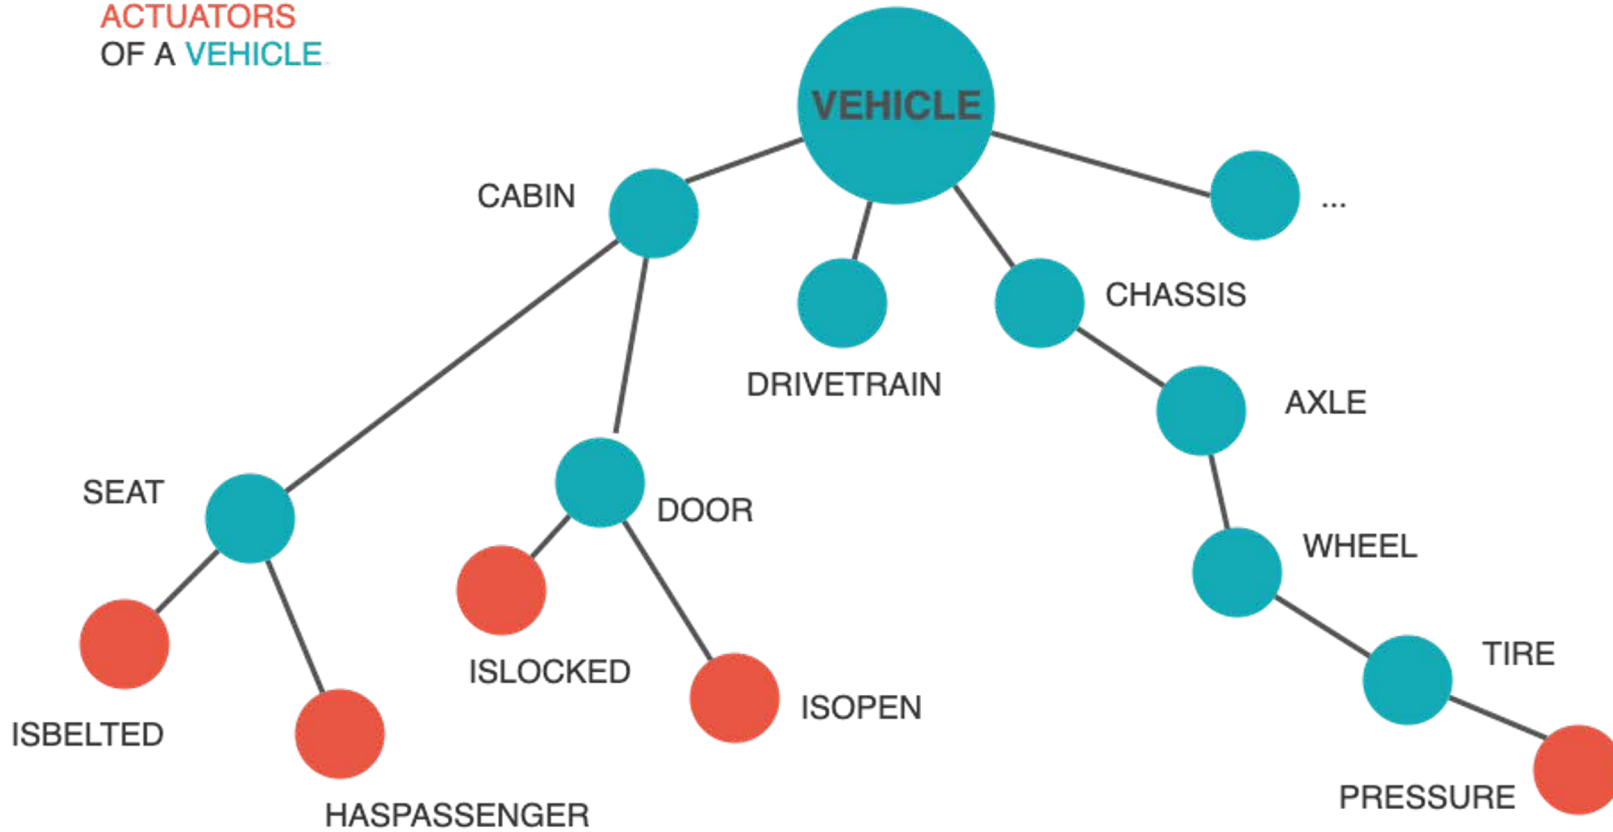 ACTUATORS
OF A VEHICLE
VEHICLE
CABIN
...
CHASSIS
DRIVETRAIN
AXLE
SEAT
DOOR
WHEEL
TIRE
ISLOCKED
ISOPEN
ISBELTED
PRESSURE
HASPASSENGER